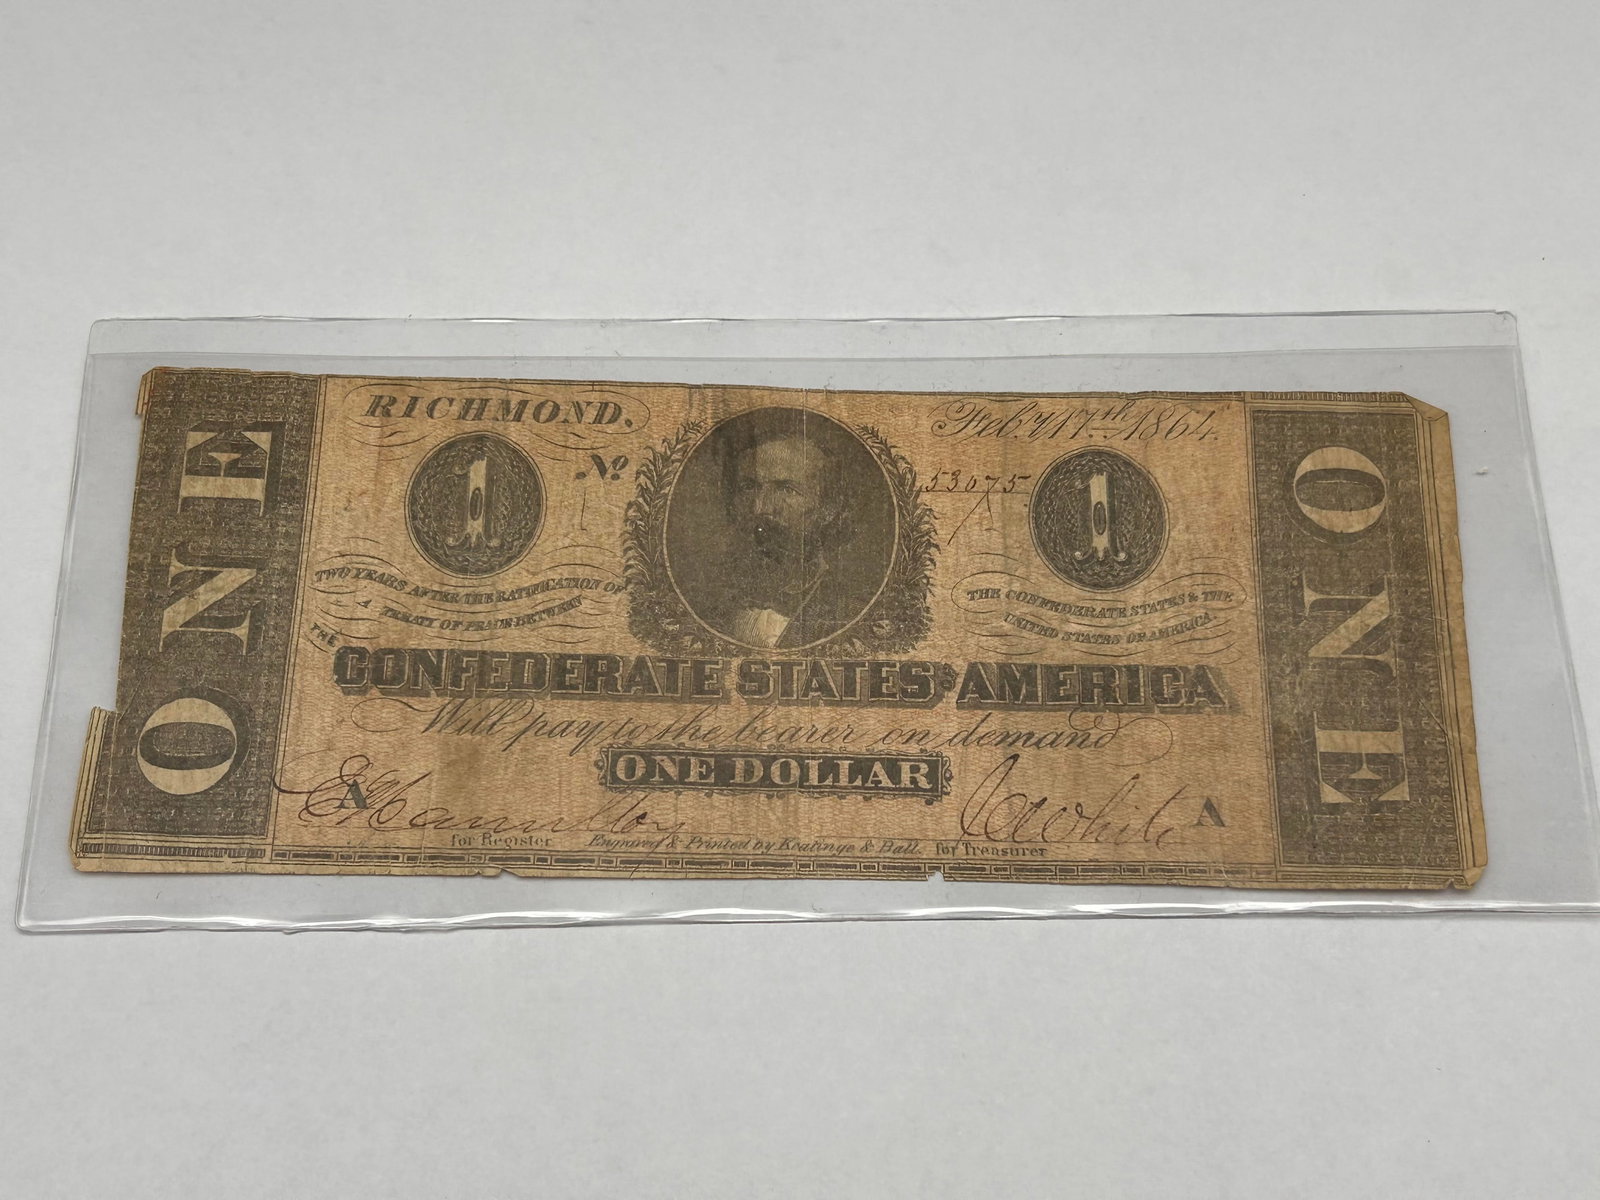 ONE
RICHMOND.
Feb.y 17th 1864.
No 53075
1
1
TWO YEARS AFTER THE RATIFICATION OF
A TREATY OF PEACE BETWEEN
THE CONFEDERATE STATES & THE
UNITED STATES OF AMERICA
THE
CONFEDERATE STATES OF AMERICA
Will pay to the bearer on demand
ONE DOLLAR
A
A
for Register
Engraved & Printed by Keatinge & Ball.
for Treasurer
ONE